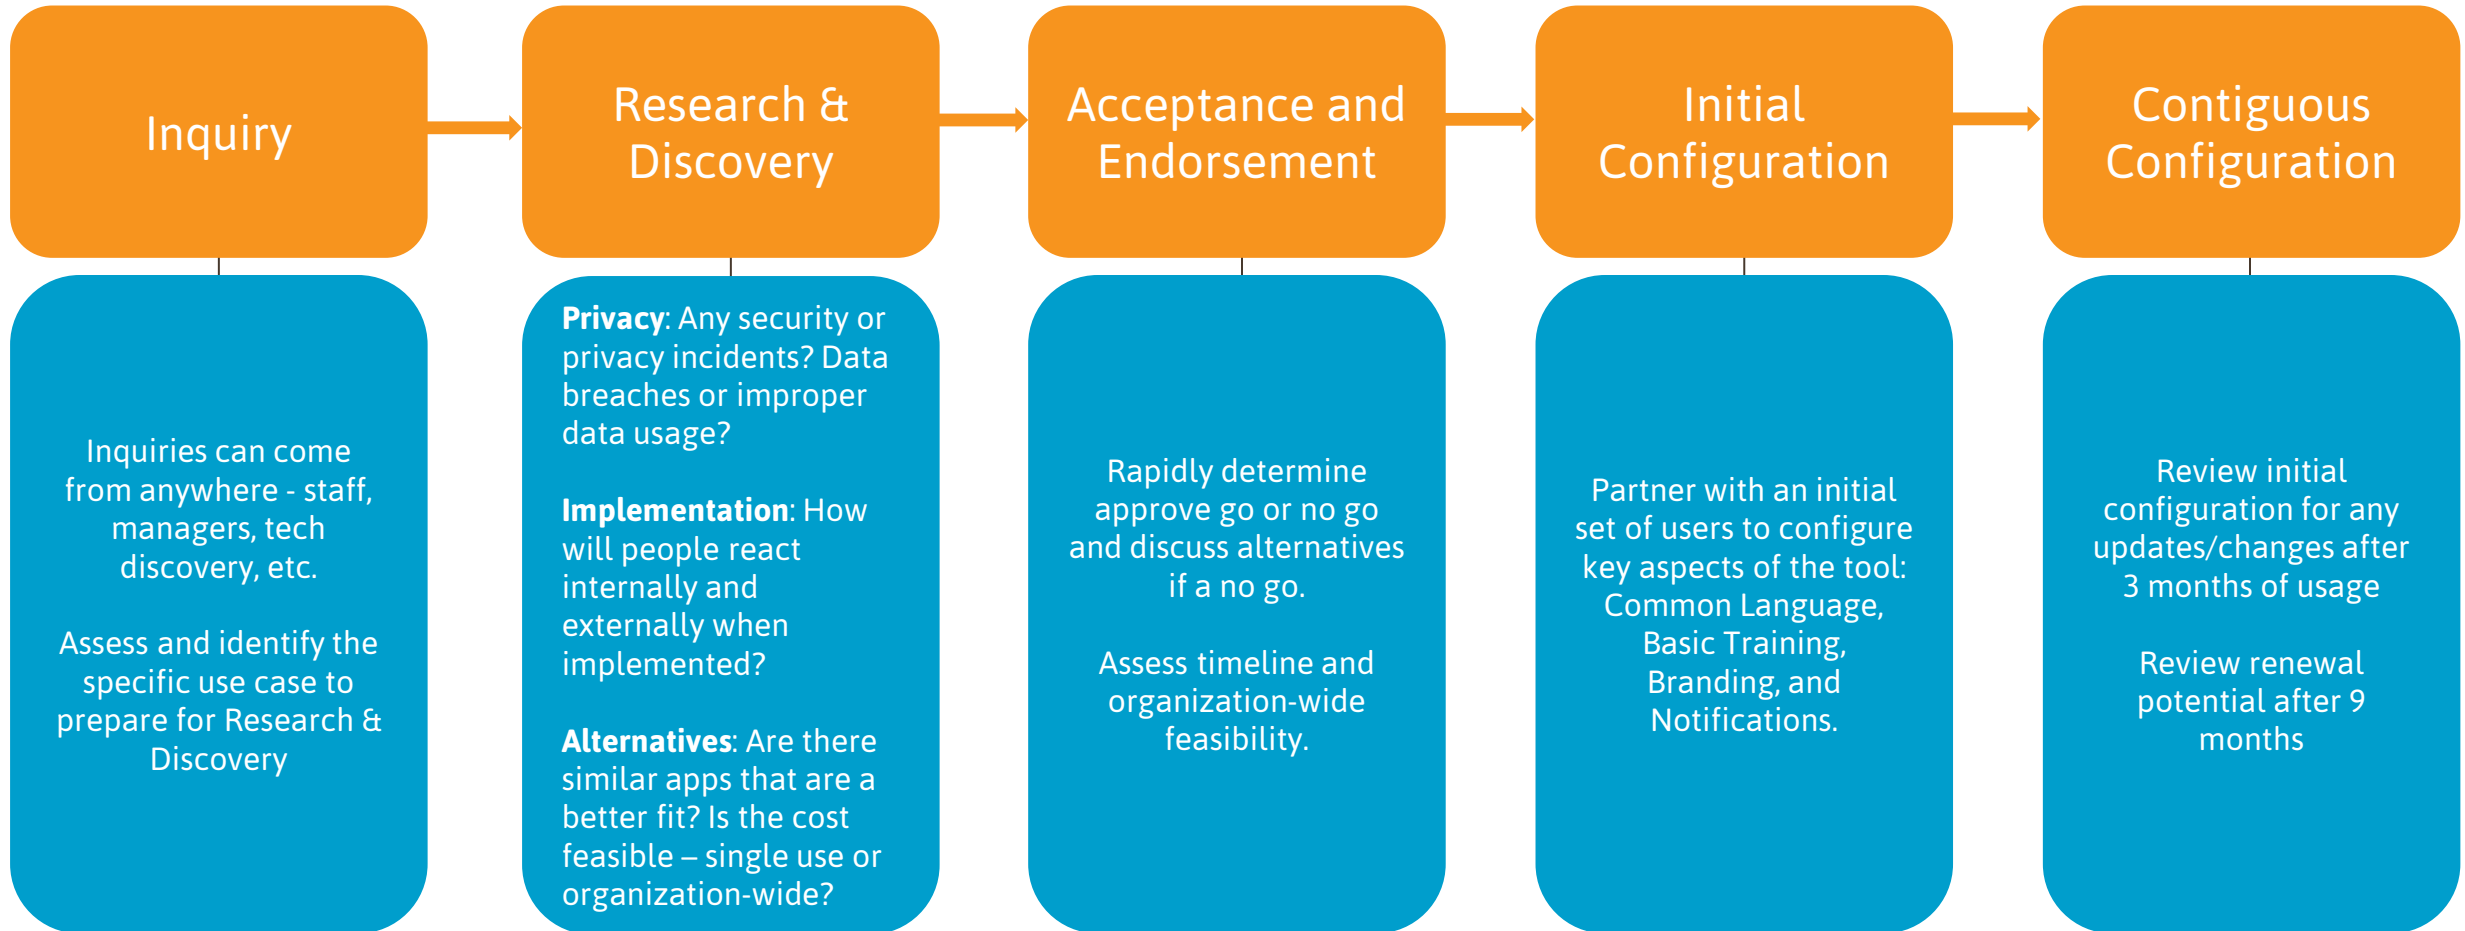 Inquiry
Research &
Discovery
Acceptance and
Endorsement
Initial
Configuration
Contiguous
Configuration
Inquiries can come
from anywhere - staff,
managers, tech
discovery, etc.
Assess and identify the
specific use case to
prepare for Research &
Discovery
Privacy: Any security or
privacy incidents? Data
breaches or improper
data usage?
Implementation: How
will people react
internally and
externally when
implemented?
Alternatives: Are there
similar apps that are a
better fit? Is the cost
feasible – single use or
organization-wide?
Rapidly determine
approve go or no go
and discuss alternatives
if a no go.
Assess timeline and
organization-wide
feasibility.
Partner with an initial
set of users to configure
key aspects of the tool:
Common Language,
Basic Training,
Branding, and
Notifications.
Review initial
configuration for any
updates/changes after
3 months of usage
Review renewal
potential after 9
months